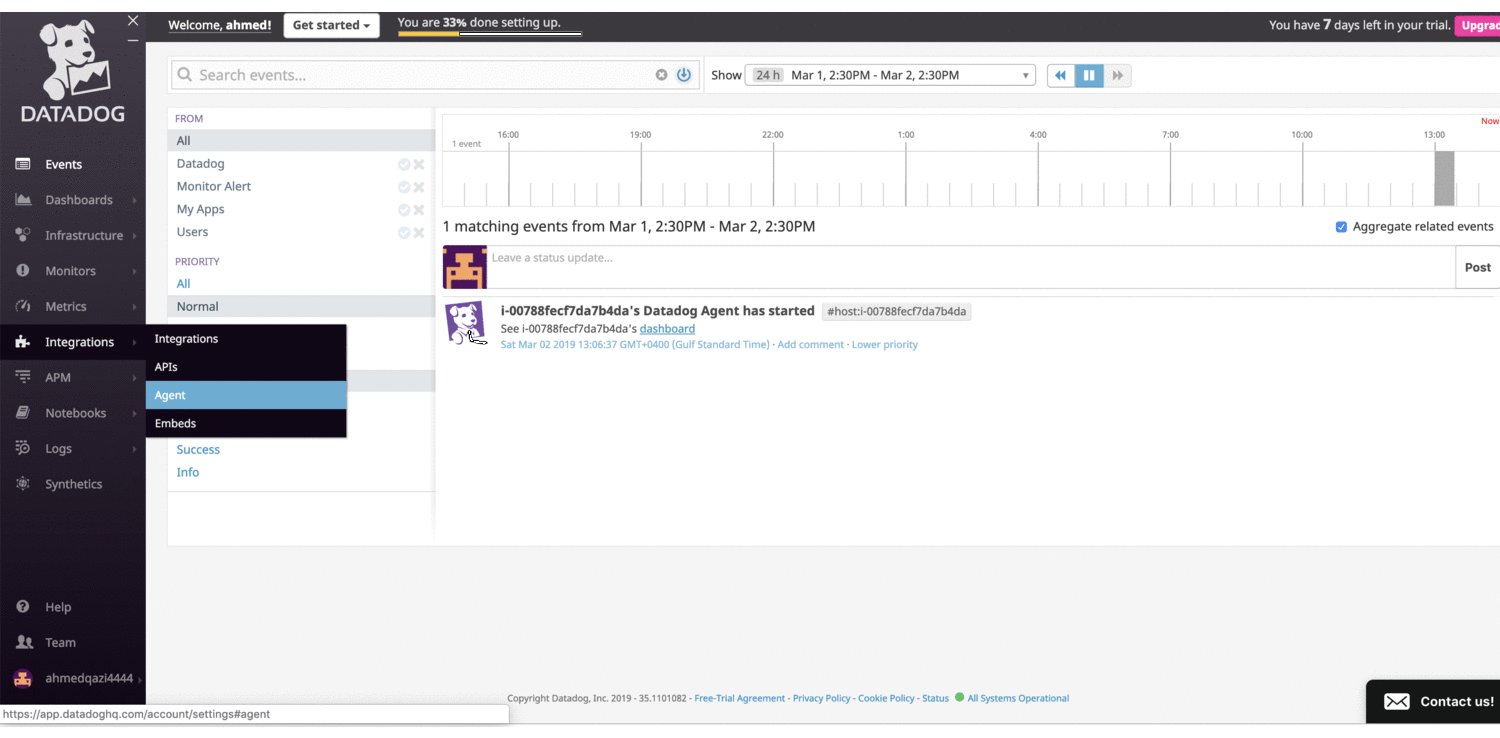 Welcome, ahmed!
Get started
You are 33% done setting up.
You have 7 days left in your trial.
Upgrad
DATADOG
Events
Dashboards
Infrastructure
Monitors
Metrics
Integrations
APM
Notebooks
Logs
Synthetics
Help
Team
ahmedqazi4444
Integrations
APIs
Agent
Embeds
Search events...
Show 24 h Mar 1, 2:30PM - Mar 2, 2:30PM
FROM
All
Datadog
Monitor Alert
My Apps
Users
PRIORITY
All
Normal
Success
Info
Now
16:00 19:00 22:00 1:00 4:00 7:00 10:00 13:00
1 event
1 matching events from Mar 1, 2:30PM - Mar 2, 2:30PM
Aggregate related events
Leave a status update...
Post
i-00788fecf7da7b4da's Datadog Agent has started #host:i-00788fecf7da7b4da
See i-00788fecf7da7b4da's dashboard
Sat Mar 02 2019 13:06:37 GMT+0400 (Gulf Standard Time) · Add comment · Lower priority
Copyright Datadog, Inc. 2019 - 35.1101082 - Free-Trial Agreement - Privacy Policy - Cookie Policy - Status All Systems Operational
Contact us!
https://app.datadoghq.com/account/settings#agent